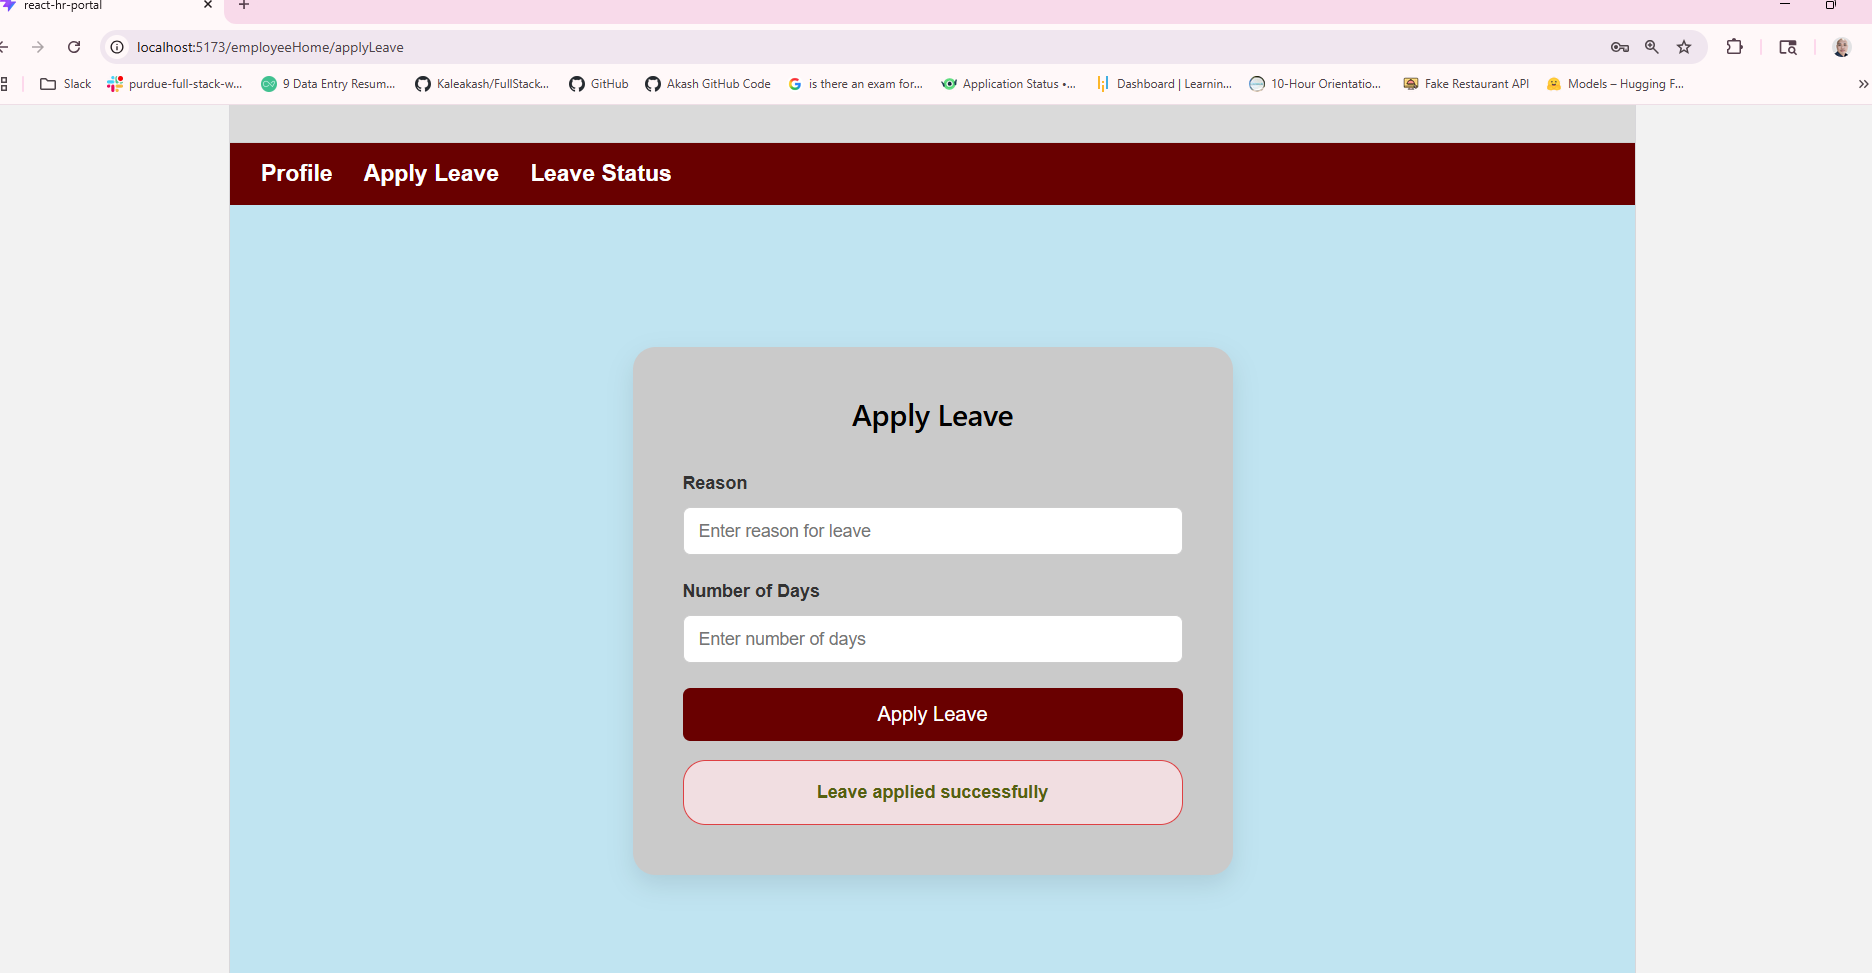 react-hr-portal
localhost:5173/employeeHome/applyLeave
Slack purdue-full-stack-w... 9 Data Entry Resum... Kaleakash/FullStack... GitHub Akash GitHub Code is there an exam for... Application Status •... Dashboard | Learnin... 10-Hour Orientatio... Fake Restaurant API Models – Hugging F...
Profile Apply Leave Leave Status
Apply Leave
Reason
Enter reason for leave
Number of Days
Enter number of days
Apply Leave
Leave applied successfully